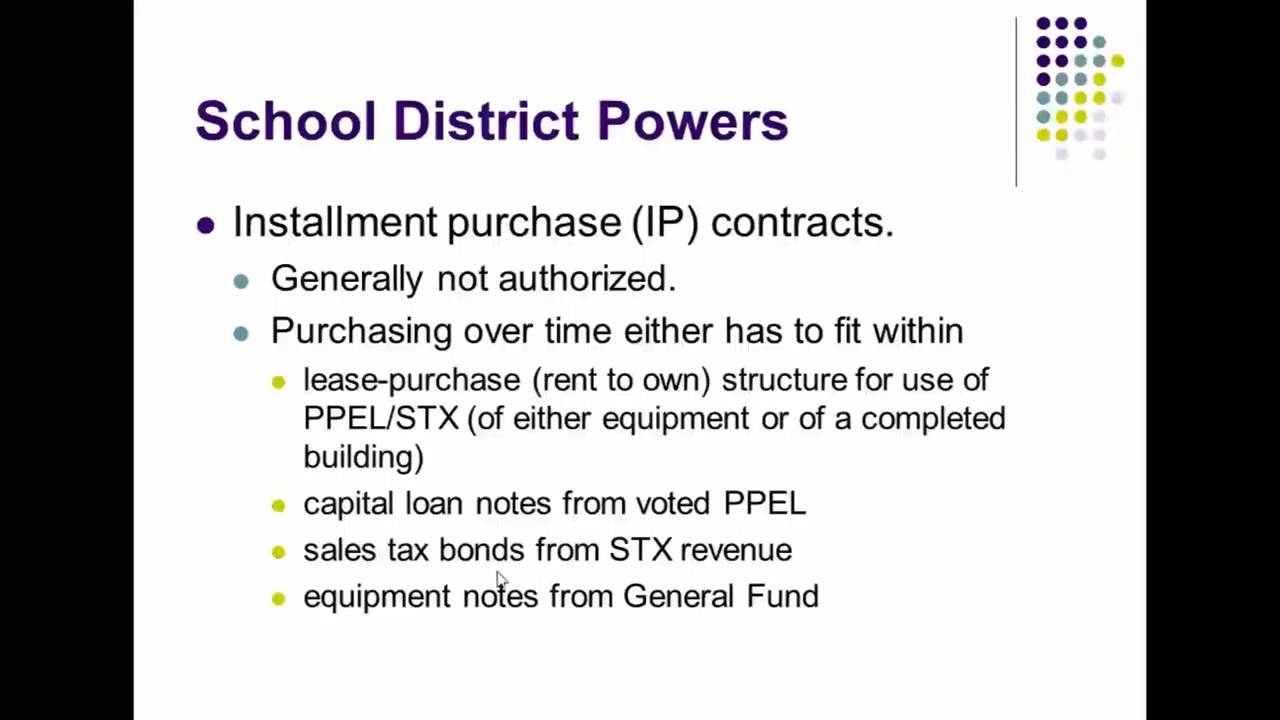 School District Powers
Installment purchase (IP) contracts.
Generally not authorized.
Purchasing over time either has to fit within
lease-purchase (rent to own) structure for use of
PPEL/STX (of either equipment or of a completed
building)
capital loan notes from voted PPEL
sales tax bonds from STX revenue
equipment notes from General Fund